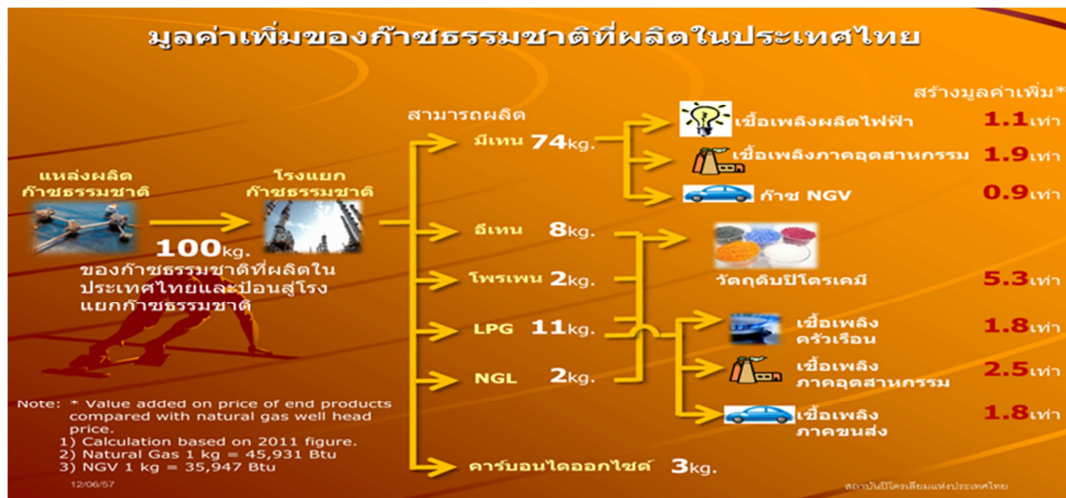 มูลค่าเพิ่มของก๊าซธรรมชาติที่ผลิตในประเทศไทย
สร้างมูลค่าเพิ่ม*
สามารถผลิต
แหล่งผลิต
ก๊าซธรรมชาติ
100kg.
ของก๊าซธรรมชาติที่ผลิตใน
ประเทศไทยและป้อนสู่โรง
แยกก๊าซธรรมชาติ
โรงแยก
ก๊าซธรรมชาติ
มีเทน 74kg.
เชื้อเพลิงผลิตไฟฟ้า 1.1เท่า
เชื้อเพลิงภาคอุตสาหกรรม 1.9เท่า
ก๊าซ NGV 0.9เท่า
อีเทน 8kg.
โพรเพน 2kg.
LPG 11kg.
NGL 2kg.
วัตถุดิบปิโตรเคมี 5.3เท่า
เชื้อเพลิง
ครัวเรือน 1.8เท่า
เชื้อเพลิง
ภาคอุตสาหกรรม 2.5เท่า
เชื้อเพลิง
ภาคขนส่ง 1.8เท่า
คาร์บอนไดออกไซด์ 3kg.
Note: * Value added on price of end products
compared with natural gas well head
price.
1) Calculation based on 2011 figure.
2) Natural Gas 1 kg = 45,931 Btu
3) NGV 1 kg = 35,947 Btu
12/06/57
สถาบันปิโตรเลียมแห่งประเทศไทย